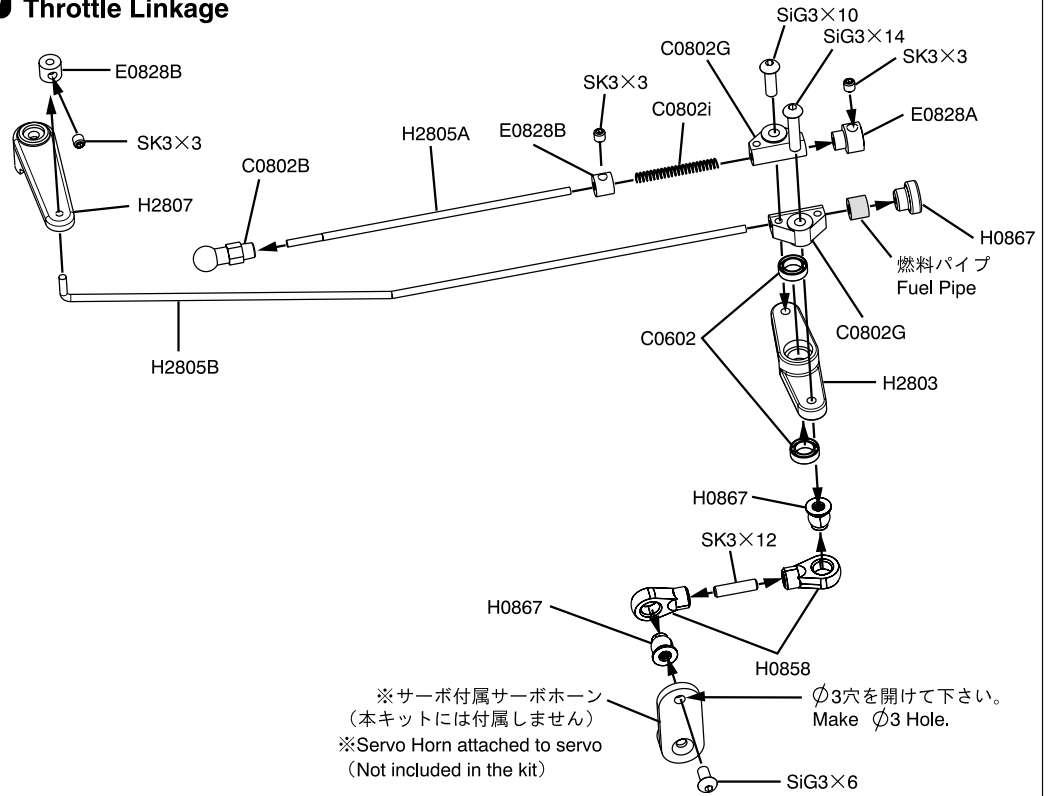 Throttle Linkage
SiG3×10
SiG3×14
C0802G
SK3×3
E0828B
SK3×3
C0802i
E0828A
E0828B
H2805A
SK3×3
C0802B
H2807
H0867
燃料パイプ
Fuel Pipe
C0802G
C0602
H2805B
H2803
H0867
SK3×12
H0867
H0858
※サーボ付属サーボホーン
(本キットには付属しません)
※Servo Horn attached to servo
(Not included in the kit)
∅3穴を開けて下さい。
Make ∅3 Hole.
SiG3×6